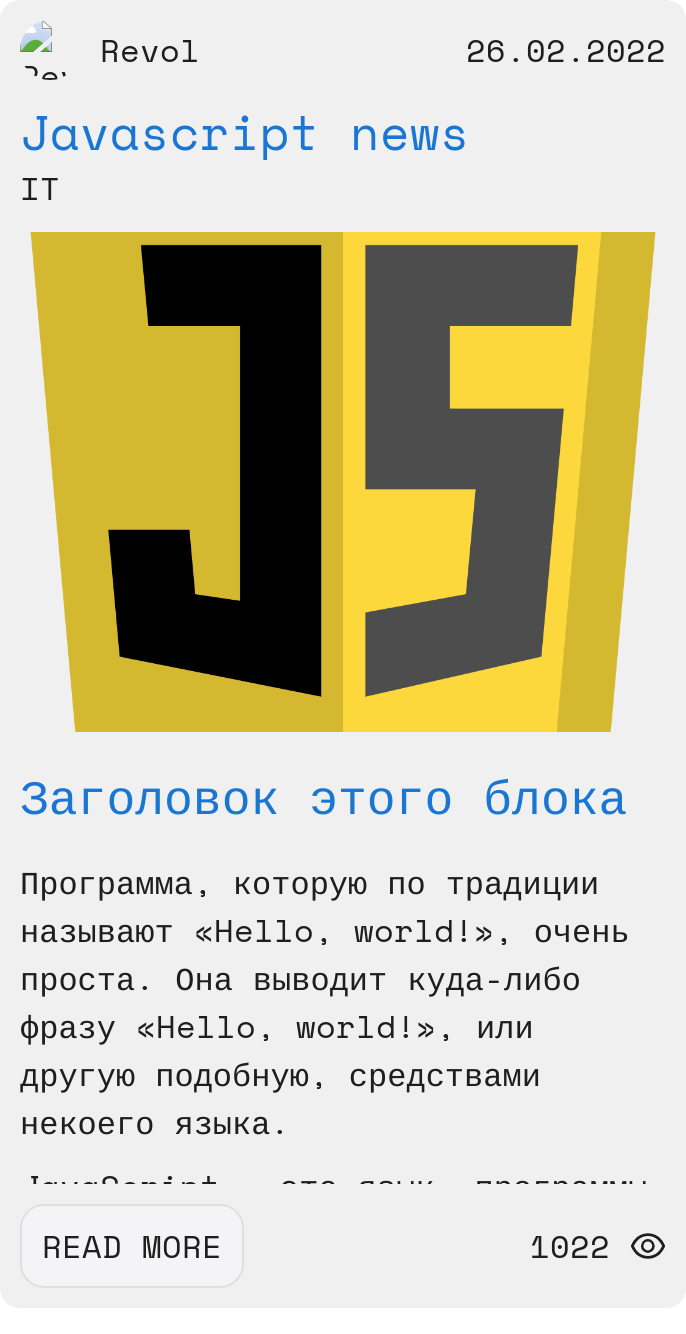 Revol 26.02.2022
Javascript news
IT
JS
Заголовок этого блока
Программа, которую по традиции
называют «Hello, world!», очень
проста. Она выводит куда-либо
фразу «Hello, world!», или
другую подобную, средствами
некоего языка.
READ MORE 1022